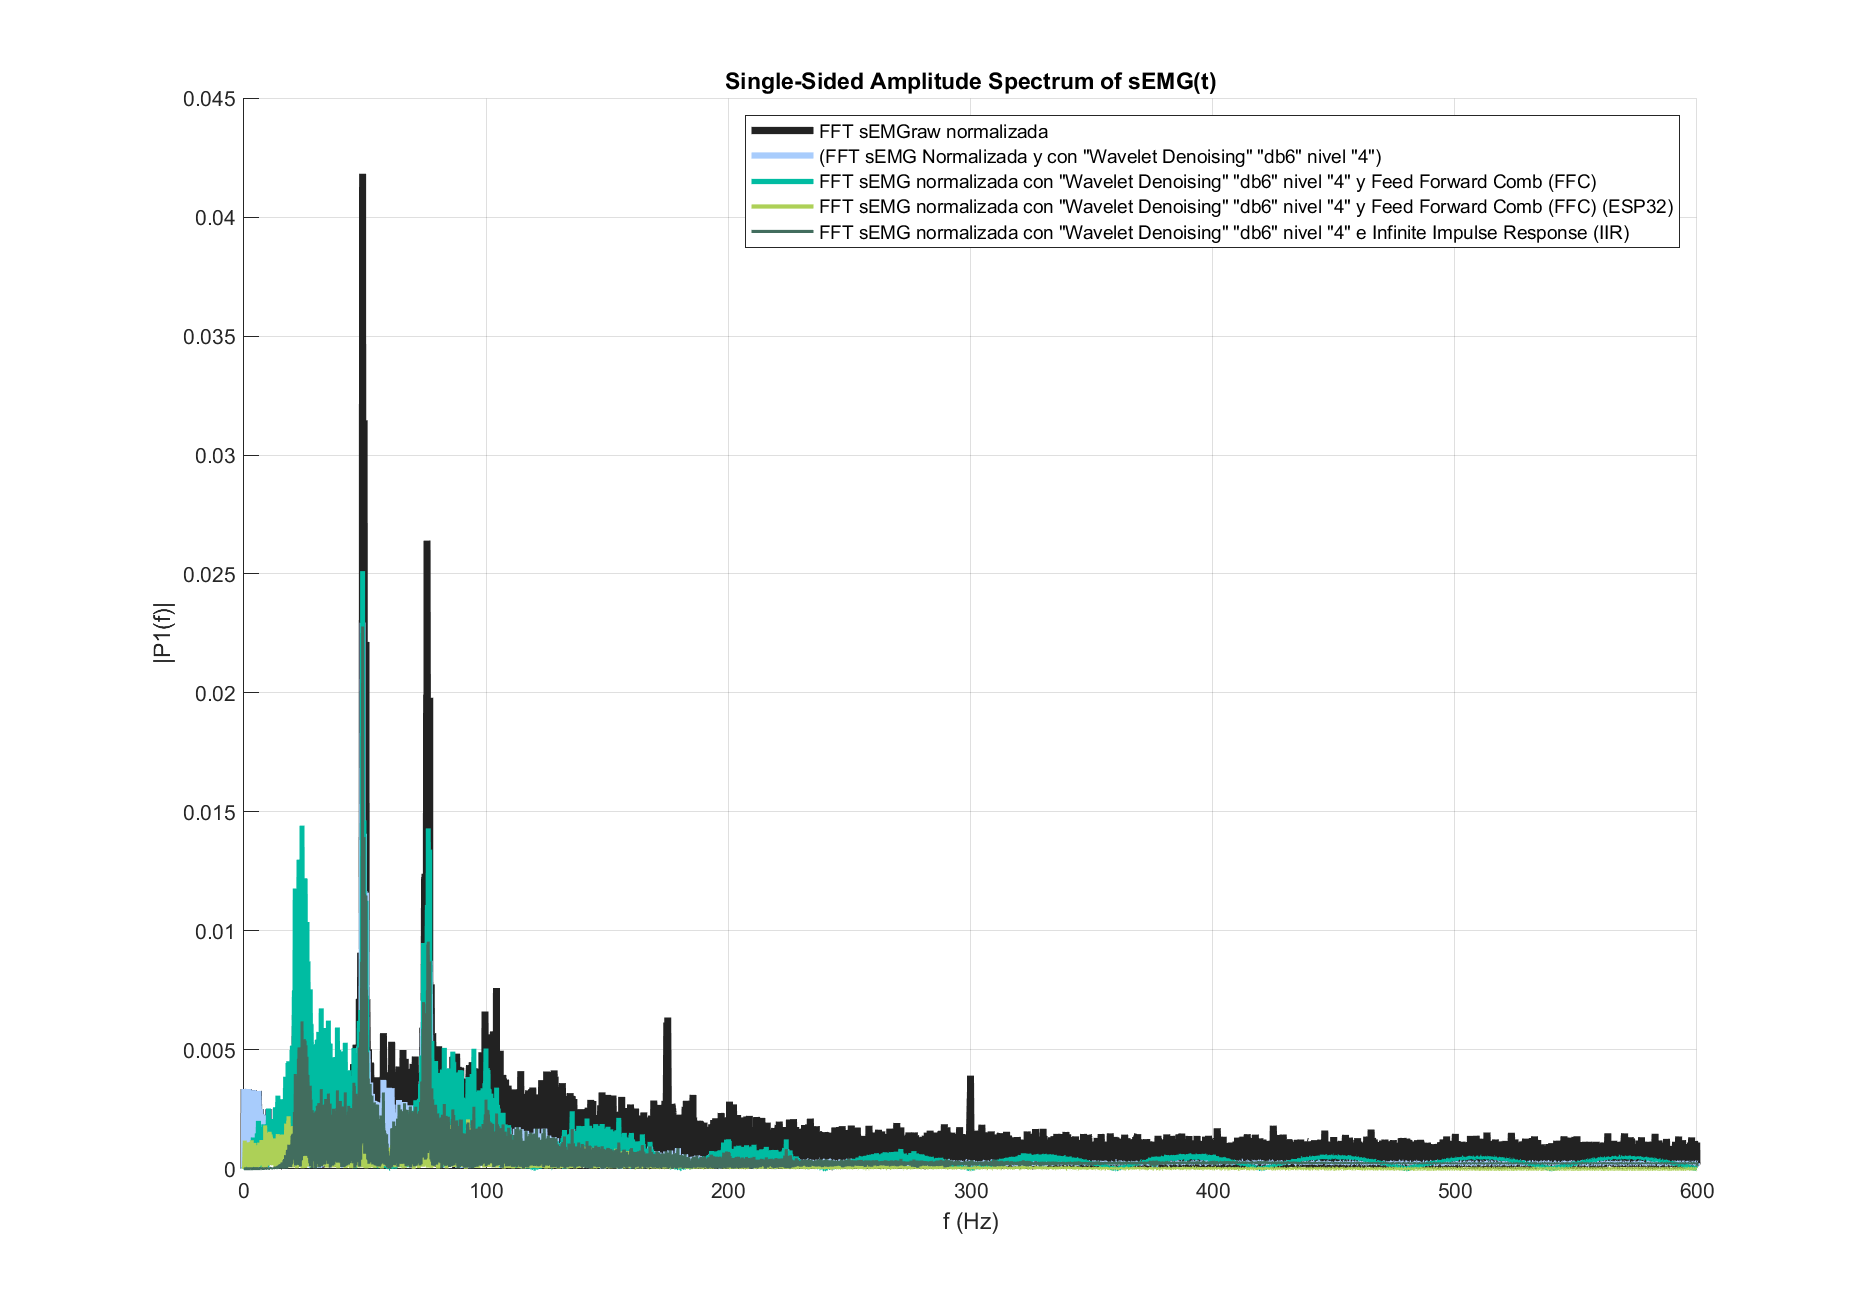 Single-Sided Amplitude Spectrum of sEMG(t)
0.045
FFT sEMGraw normalizada
(FFT sEMG Normalizada y con "Wavelet Denoising" "db6" nivel "4")
FFT sEMG normalizada con "Wavelet Denoising" "db6" nivel "4" y Feed Forward Comb (FFC)
FFT sEMG normalizada con "Wavelet Denoising" "db6" nivel "4" y Feed Forward Comb (FFC) (ESP32)
FFT sEMG normalizada con "Wavelet Denoising" "db6" nivel "4" e Infinite Impulse Response (IIR)
0.04
0.035
0.03
0.025
0.02
0.015
0.01
0.005
0
|P1(f)|
0 100 200 300 400 500 600
f (Hz)